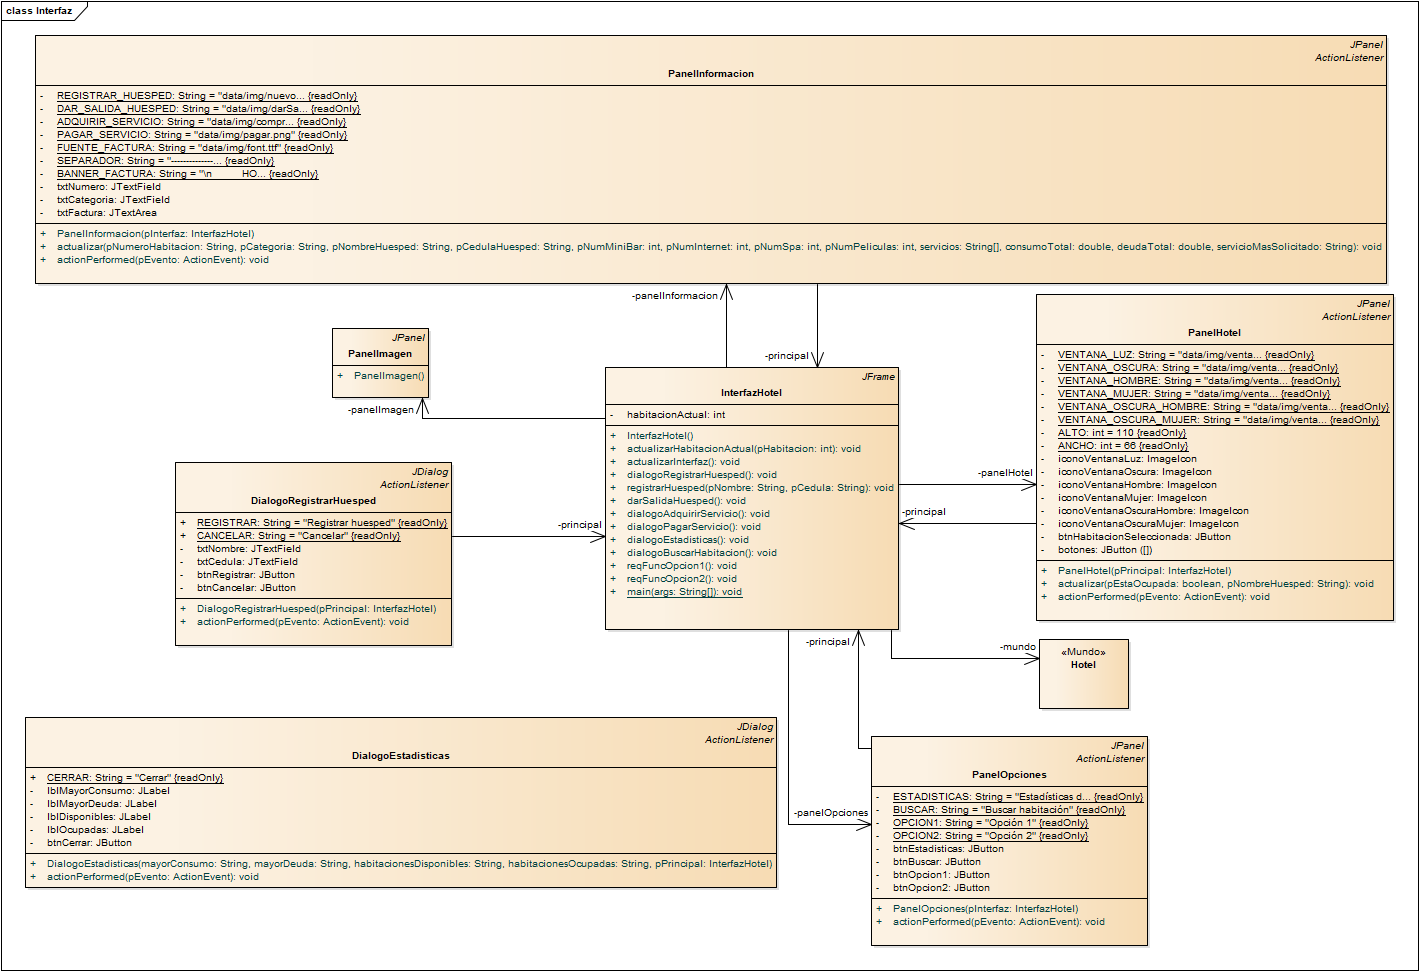 class Interfaz
JPanel
ActionListener
PanelInformacion
- REGISTRAR_HUESPED: String = "data/img/nuevo... {readOnly}
- DAR_SALIDA_HUESPED: String = "data/img/darSa... {readOnly}
- ADQUIRIR_SERVICIO: String = "data/img/compr... {readOnly}
- PAGAR_SERVICIO: String = "data/img/pagar.png" {readOnly}
- FUENTE_FACTURA: String = "data/img/font.ttf" {readOnly}
- SEPARADOR: String = "--------------... {readOnly}
- BANNER_FACTURA: String = "\n HO... {readOnly}
- txtNumero: JTextField
- txtCategoria: JTextField
- txtFactura: JTextArea
+ PanelInformacion(pInterfaz: InterfazHotel)
+ actualizar(pNumeroHabitacion: String, pCategoria: String, pNombreHuesped: String, pCedulaHuesped: String, pNumMiniBar: int, pNumInternet: int, pNumSpa: int, pNumPeliculas: int, servicios: String[], consumoTotal: double, deudaTotal: double, servicioMasSolicitado: String): void
+ actionPerformed(pEvento: ActionEvent): void
-panelInformacion
-principal
JPanel
PanelImagen
+ PanelImagen()
-panelImagen
JFrame
InterfazHotel
- habitacionActual: int
+ InterfazHotel()
+ actualizarHabitacionActual(pHabitacion: int): void
+ actualizarInterfaz(): void
+ dialogoRegistrarHuesped(): void
+ registrarHuesped(pNombre: String, pCedula: String): void
+ darSalidaHuesped(): void
+ dialogoAdquirirServicio(): void
+ dialogoPagarServicio(): void
+ dialogoEstadisticas(): void
+ dialogoBuscarHabitacion(): void
+ reqFuncOpcion1(): void
+ reqFuncOpcion2(): void
+ main(args: String[]): void
JPanel
ActionListener
PanelHotel
- VENTANA_LUZ: String = "data/img/venta... {readOnly}
- VENTANA_OSCURA: String = "data/img/venta... {readOnly}
- VENTANA_HOMBRE: String = "data/img/venta... {readOnly}
- VENTANA_MUJER: String = "data/img/venta... {readOnly}
- VENTANA_OSCURA_HOMBRE: String = "data/img/venta... {readOnly}
- VENTANA_OSCURA_MUJER: String = "data/img/venta... {readOnly}
- ALTO: int = 110 {readOnly}
- ANCHO: int = 66 {readOnly}
- iconoVentanaLuz: ImageIcon
- iconoVentanaOscura: ImageIcon
- iconoVentanaHombre: ImageIcon
- iconoVentanaMujer: ImageIcon
- iconoVentanaOscuraHombre: ImageIcon
- iconoVentanaOscuraMujer: ImageIcon
- btnHabitacionSeleccionada: JButton
- botones: JButton ([])
+ PanelHotel(pPrincipal: InterfazHotel)
+ actualizar(pEstaOcupada: boolean, pNombreHuesped: String): void
+ actionPerformed(pEvento: ActionEvent): void
-panelHotel
-principal
JDialog
ActionListener
DialogoRegistrarHuesped
+ REGISTRAR: String = "Registrar huesped" {readOnly}
+ CANCELAR: String = "Cancelar" {readOnly}
- txtNombre: JTextField
- txtCedula: JTextField
- btnRegistrar: JButton
- btnCancelar: JButton
+ DialogoRegistrarHuesped(pPrincipal: InterfazHotel)
+ actionPerformed(pEvento: ActionEvent): void
-principal
-principal
-mundo
«Mundo»
Hotel
JDialog
ActionListener
DialogoEstadisticas
+ CERRAR: String = "Cerrar" {readOnly}
- lblMayorConsumo: JLabel
- lblMayorDeuda: JLabel
- lblDisponibles: JLabel
- lblOcupadas: JLabel
- btnCerrar: JButton
+ DialogoEstadisticas(mayorConsumo: String, mayorDeuda: String, habitacionesDisponibles: String, habitacionesOcupadas: String, pPrincipal: InterfazHotel)
+ actionPerformed(pEvento: ActionEvent): void
-panelOpciones
JPanel
ActionListener
PanelOpciones
- ESTADISTICAS: String = "Estadísticas d... {readOnly}
- BUSCAR: String = "Buscar habitación" {readOnly}
- OPCION1: String = "Opción 1" {readOnly}
- OPCION2: String = "Opción 2" {readOnly}
- btnEstadisticas: JButton
- btnBuscar: JButton
- btnOpcion1: JButton
- btnOpcion2: JButton
+ PanelOpciones(pInterfaz: InterfazHotel)
+ actionPerformed(pEvento: ActionEvent): void